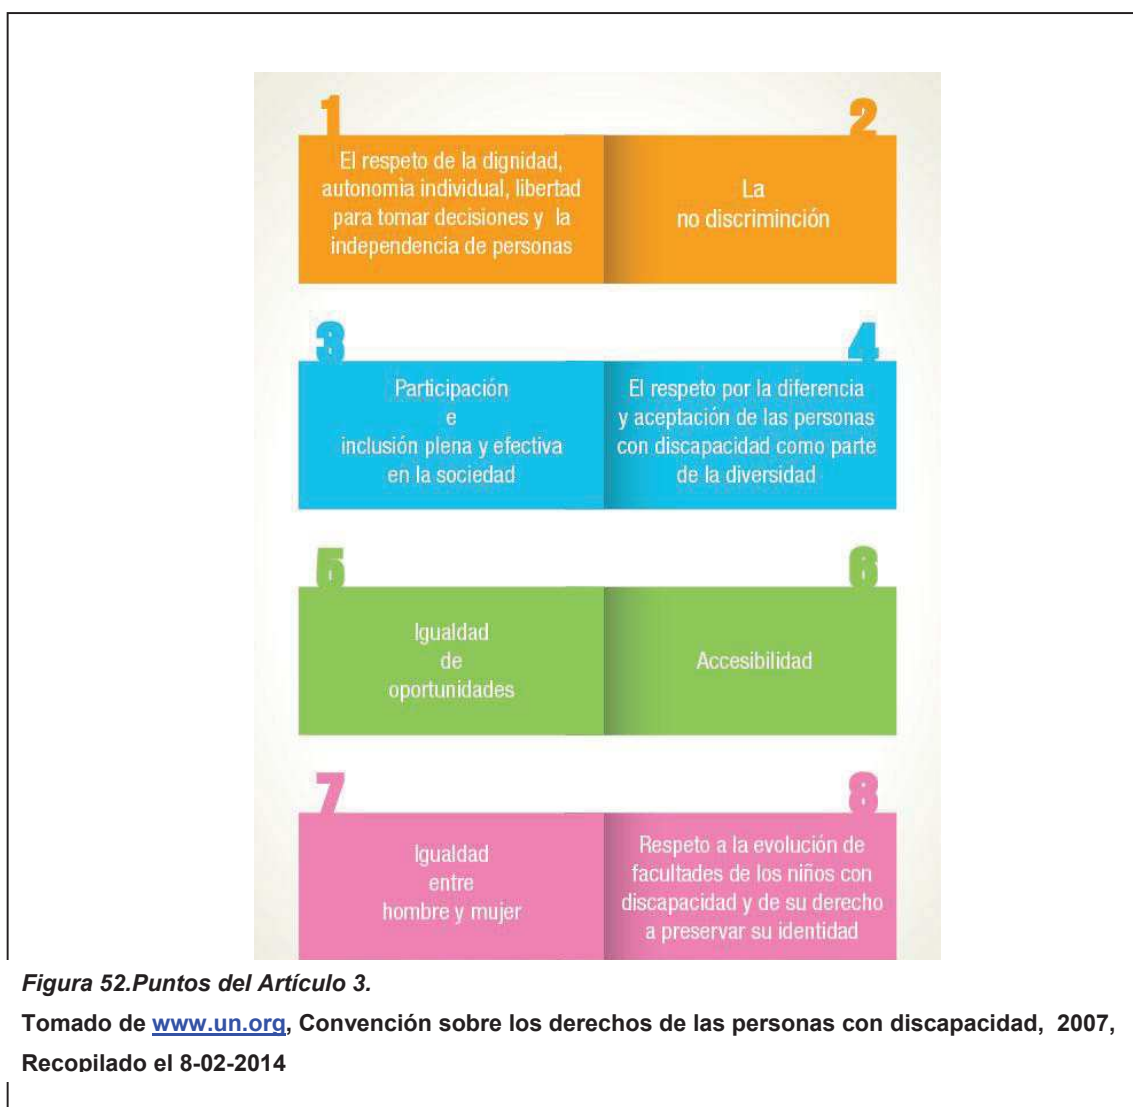 1
El respeto de la dignidad,
autonomìa individual, libertad
para tomar decisiones y la
independencia de personas
2
La
no discriminción
3
Participación
e
inclusión plena y efectiva
en la sociedad
4
El respeto por la diferencia
y aceptación de las personas
con discapacidad como parte
de la diversidad
5
Igualdad
de
oportunidades
6
Accesibilidad
7
Igualdad
entre
hombre y mujer
8
Respeto a la evolución de
facultades de los niños con
discapacidad y de su derecho
a preservar su identidad
Figura 52.Puntos del Artículo 3.
Tomado de www.un.org, Convención sobre los derechos de las personas con discapacidad, 2007,
Recopilado el 8-02-2014